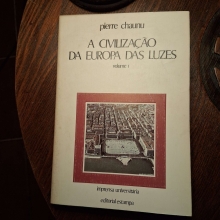 pierre chaunu
A CIVILIZAÇÃO
DA EUROPA DAS LUZES
volume I
imprensa universitária
editorial estampa